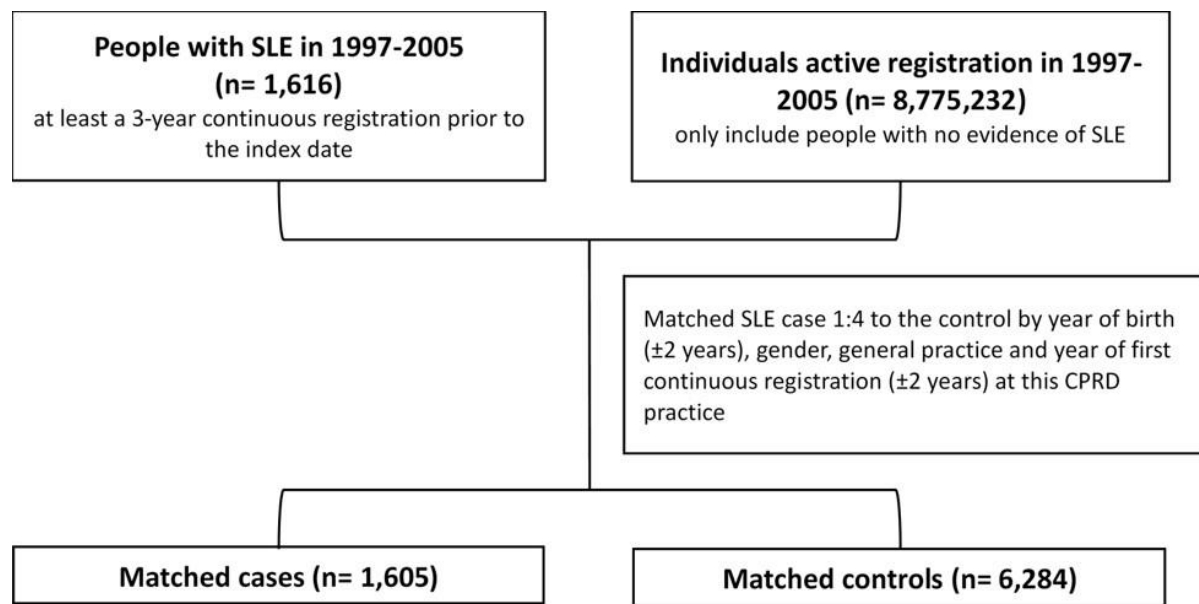 People with SLE in 1997-2005
(n= 1,616)
at least a 3-year continuous registration prior to
the index date
Individuals active registration in 1997-
2005 (n= 8,775,232)
only include people with no evidence of SLE
Matched SLE case 1:4 to the control by year of birth
(±2 years), gender, general practice and year of first
continuous registration (±2 years) at this CPRD
practice
Matched cases (n= 1,605)
Matched controls (n= 6,284)